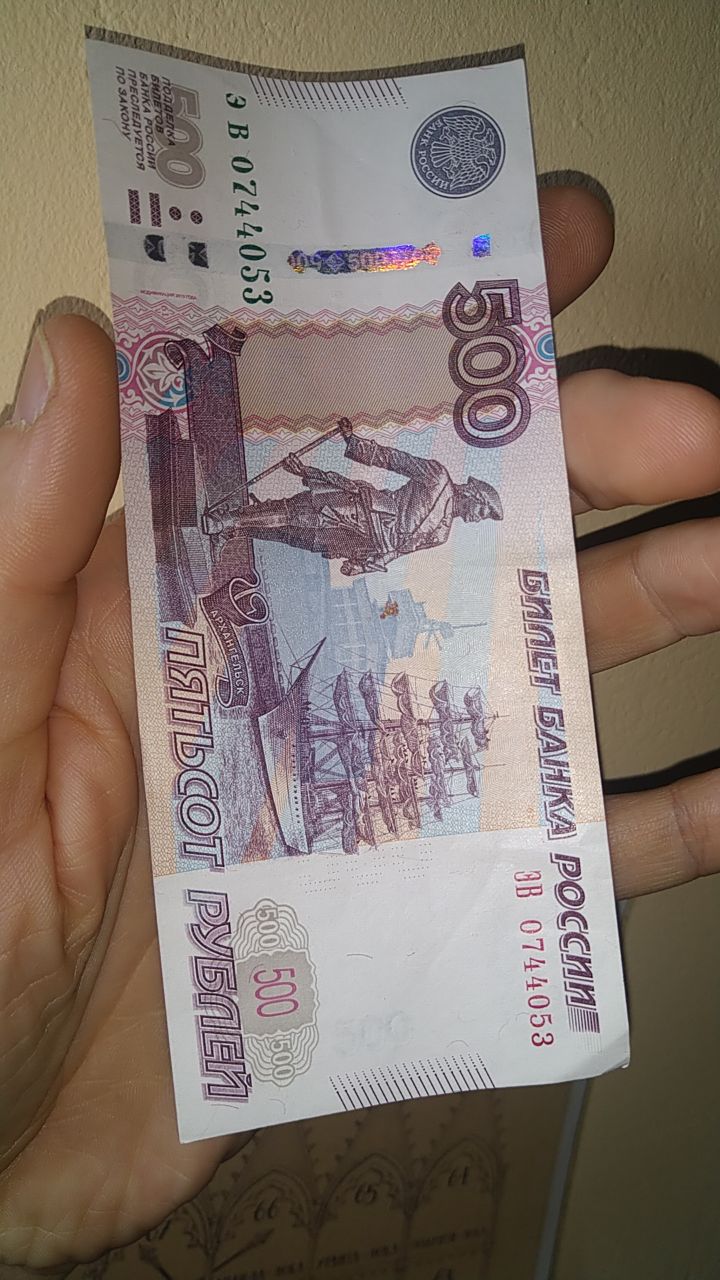 БИЛЕТ БАНКА РОССИИ
ЭВ 0744053
500
БАНК РОССИИ
ЭВ 0744053
АРХАНГЕЛЬСК
500 500 500
ПЯТЬСОТ РУБЛЕЙ
500
ПОДДЕЛКА
БИЛЕТОВ
БАНКА РОССИИ
ПРЕСЛЕДУЕТСЯ
ПО ЗАКОНУ